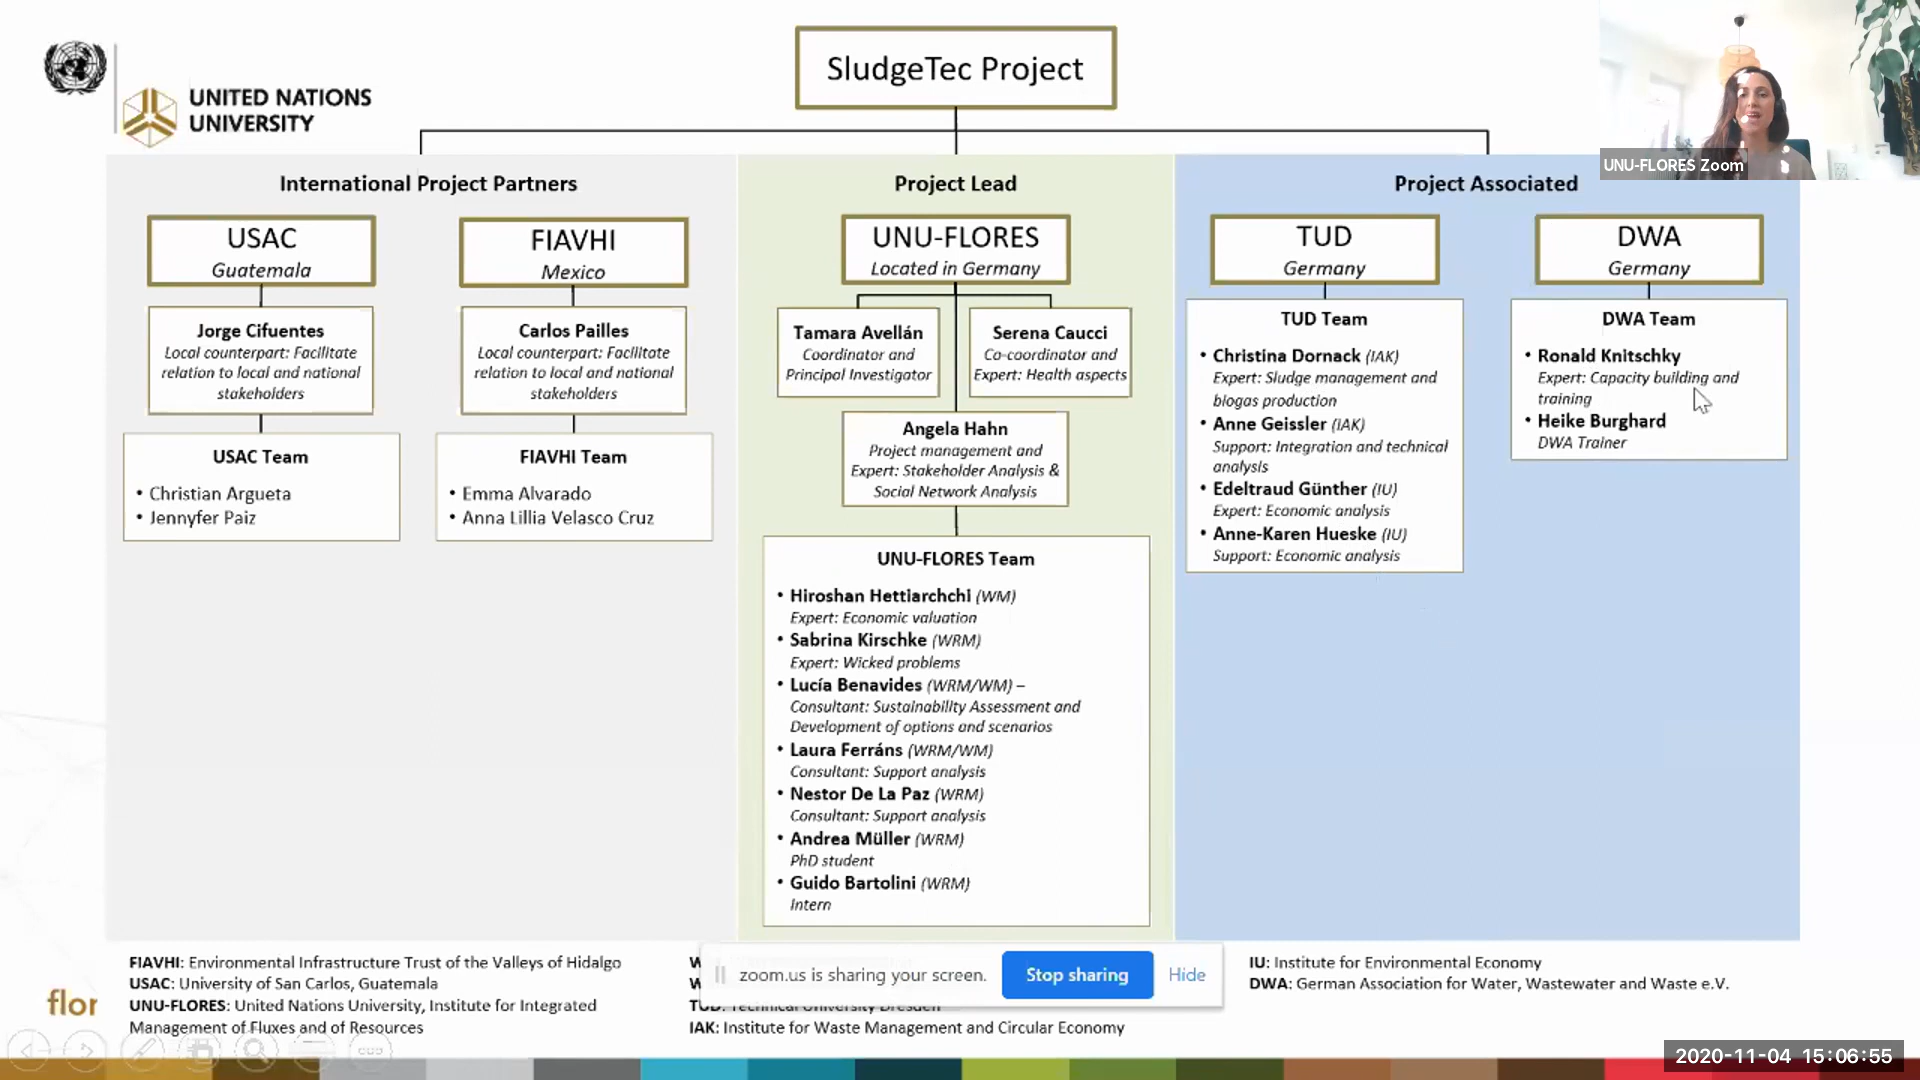 SludgeTec Project
UNITED NATIONS
UNIVERSITY
UNU-FLORES Zoom
International Project Partners
USAC
Guatemala
Jorge Cifuentes
Local counterpart: Facilitate
relation to local and national
stakeholders
USAC Team
• Christian Argueta
• Jennyfer Paiz
FIAVHI
Mexico
Carlos Pailles
Local counterpart: Facilitate
relation to local and national
stakeholders
FIAVHI Team
• Emma Alvarado
• Anna Lillia Velasco Cruz
Project Lead
UNU-FLORES
Located in Germany
Tamara Avellán
Coordinator and
Principal Investigator
Serena Caucci
Co-coordinator and
Expert: Health aspects
Angela Hahn
Project management and
Expert: Stakeholder Analysis &
Social Network Analysis
UNU-FLORES Team
• Hiroshan Hettiarchchi (WM)
Expert: Economic valuation
• Sabrina Kirschke (WRM)
Expert: Wicked problems
• Lucía Benavides (WRM/WM) –
Consultant: Sustainability Assessment and
Development of options and scenarios
• Laura Ferráns (WRM/WM)
Consultant: Support analysis
• Nestor De La Paz (WRM)
Consultant: Support analysis
• Andrea Müller (WRM)
PhD student
• Guido Bartolini (WRM)
Intern
Project Associated
TUD
Germany
TUD Team
• Christina Dornack (IAK)
Expert: Sludge management and
blogas production
• Anne Geissler (IAK)
Support: Integration and technical
analysis
• Edeltraud Günther (IU)
Expert: Economic analysis
• Anne-Karen Hueske (IU)
Support: Economic analysis
DWA
Germany
DWA Team
• Ronald Knitschky
Expert: Capacity building and
training
• Heike Burghard
DWA Trainer
FIAVHI: Environmental Infrastructure Trust of the Valleys of Hidalgo
USAC: University of San Carlos, Guatemala
UNU-FLORES: United Nations University, Institute for Integrated
Management of Fluxes and of Resources
TUD: Technical University Dresden
IAK: Institute for Waste Management and Circular Economy
IU: Institute for Environmental Economy
DWA: German Association for Water, Wastewater and Waste e.V.
zoom.us is sharing your screen.
Stop sharing
Hide
flor
2020-11-04 15:06:55